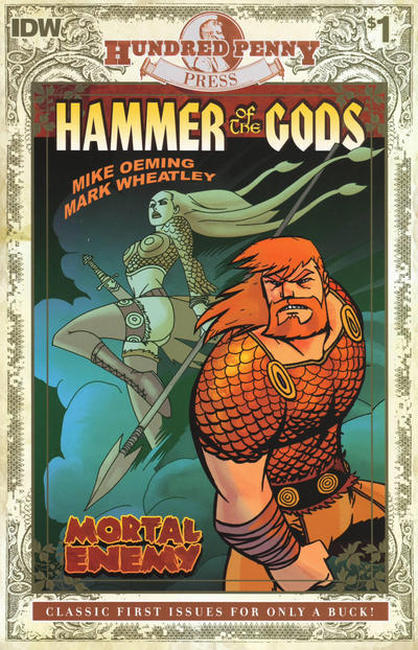 IDW
HUNDRED PENNY
PRESS
$1
HAMMER of the GODS
MIKE OEMING
MARK WHEATLEY
MORTAL
ENEMY
CLASSIC FIRST ISSUES FOR ONLY A BUCK!